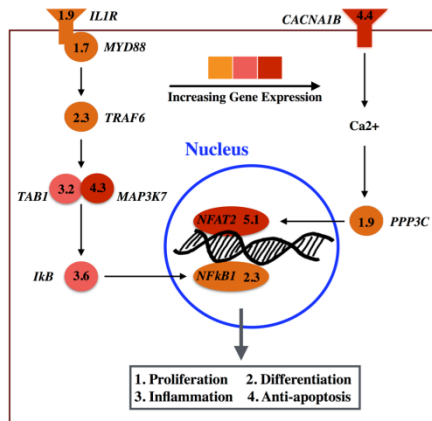 1.9 IL1R
4.4 CACNA1B
1.7 MYD88
Increasing Gene Expression
2.3 TRAF6
Ca2+
Nucleus
TAB1 3.2 4.3 MAP3K7
NFAT2 5.1
1.9 PPP3C
IkB 3.6
NFkB1 2.3
1. Proliferation 2. Differentiation
3. Inflammation 4. Anti-apoptosis